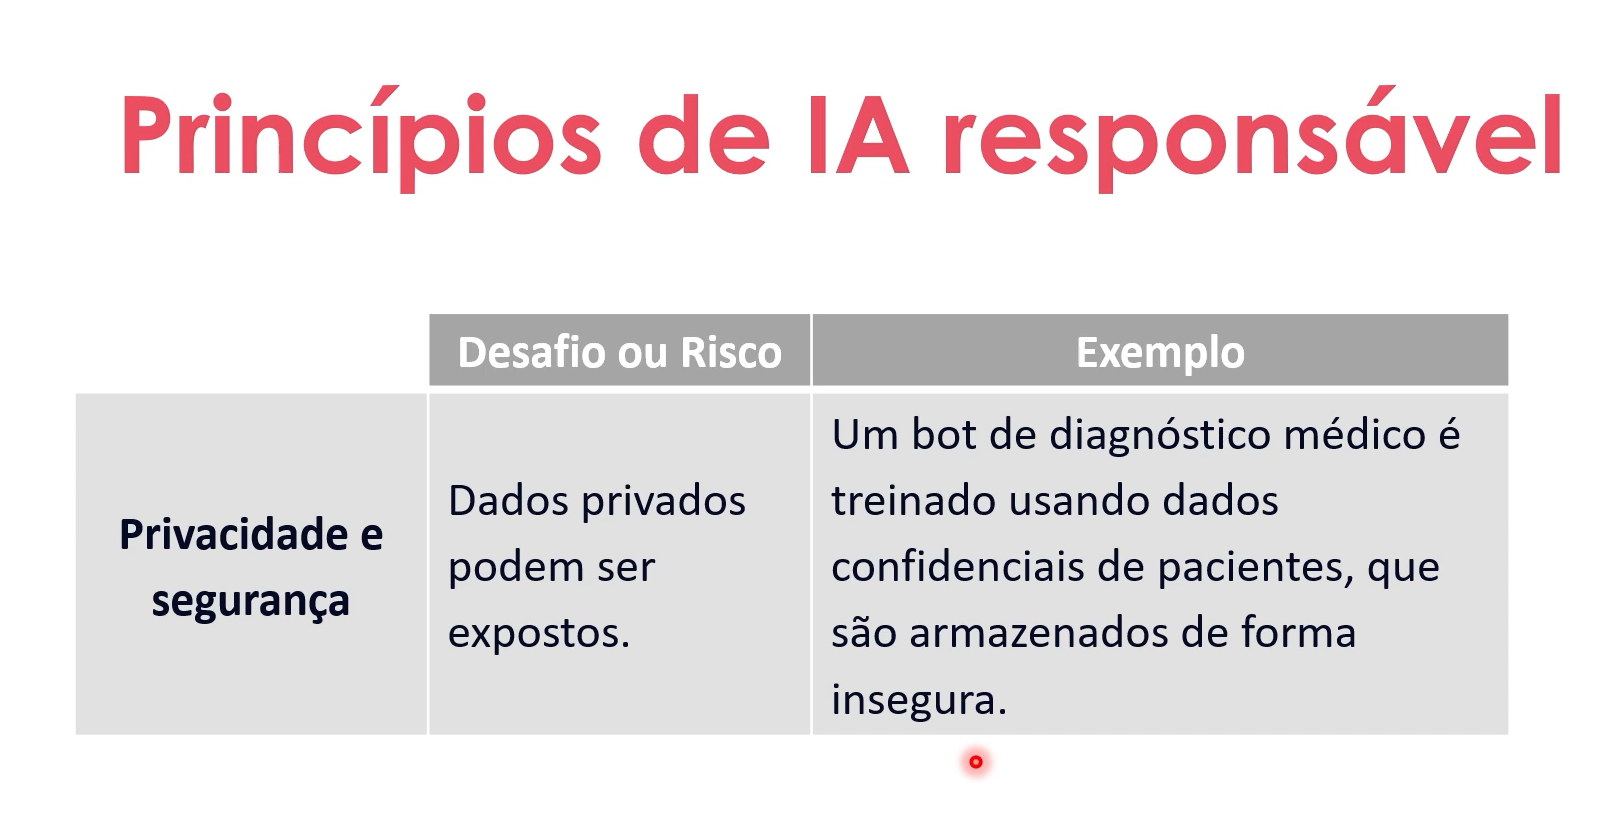 Princípios de IA responsável
Desafio ou Risco
Exemplo
Privacidade e
segurança
Dados privados
podem ser
expostos.
Um bot de diagnóstico médico é
treinado usando dados
confidenciais de pacientes, que
são armazenados de forma
insegura.